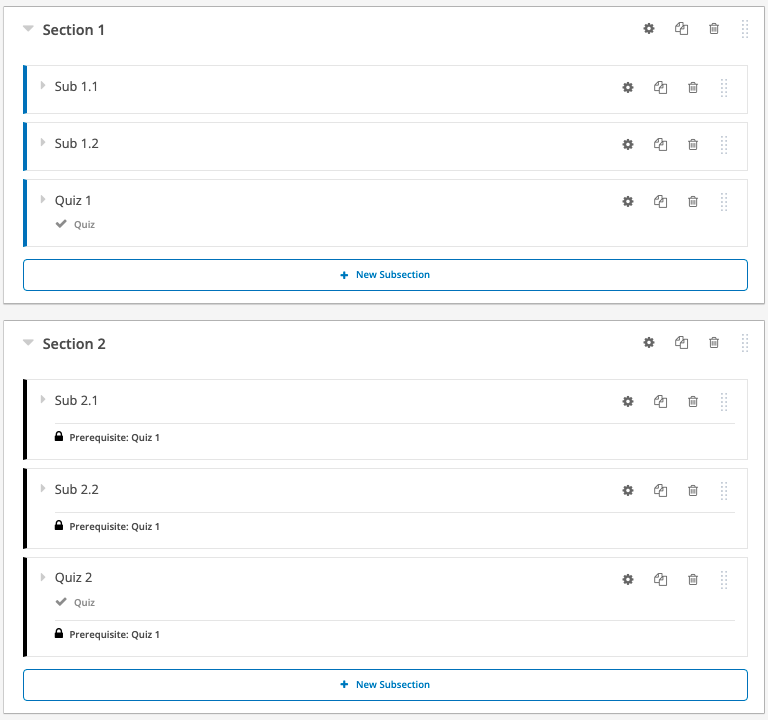 Section 1
Sub 1.1
Sub 1.2
Quiz 1
Quiz
+ New Subsection
Section 2
Sub 2.1
Prerequisite: Quiz 1
Sub 2.2
Prerequisite: Quiz 1
Quiz 2
Quiz
Prerequisite: Quiz 1
+ New Subsection